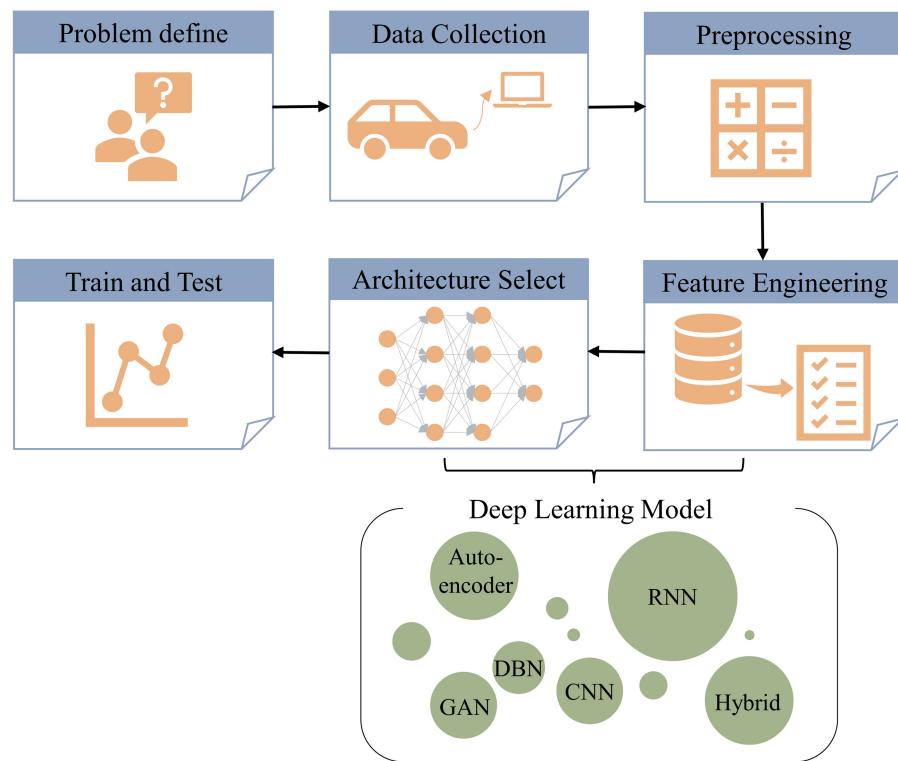 Problem define
Data Collection
Preprocessing
?
Train and Test
Architecture Select
Feature Engineering
Deep Learning Model
Auto-
encoder
RNN
DBN
CNN
GAN
Hybrid